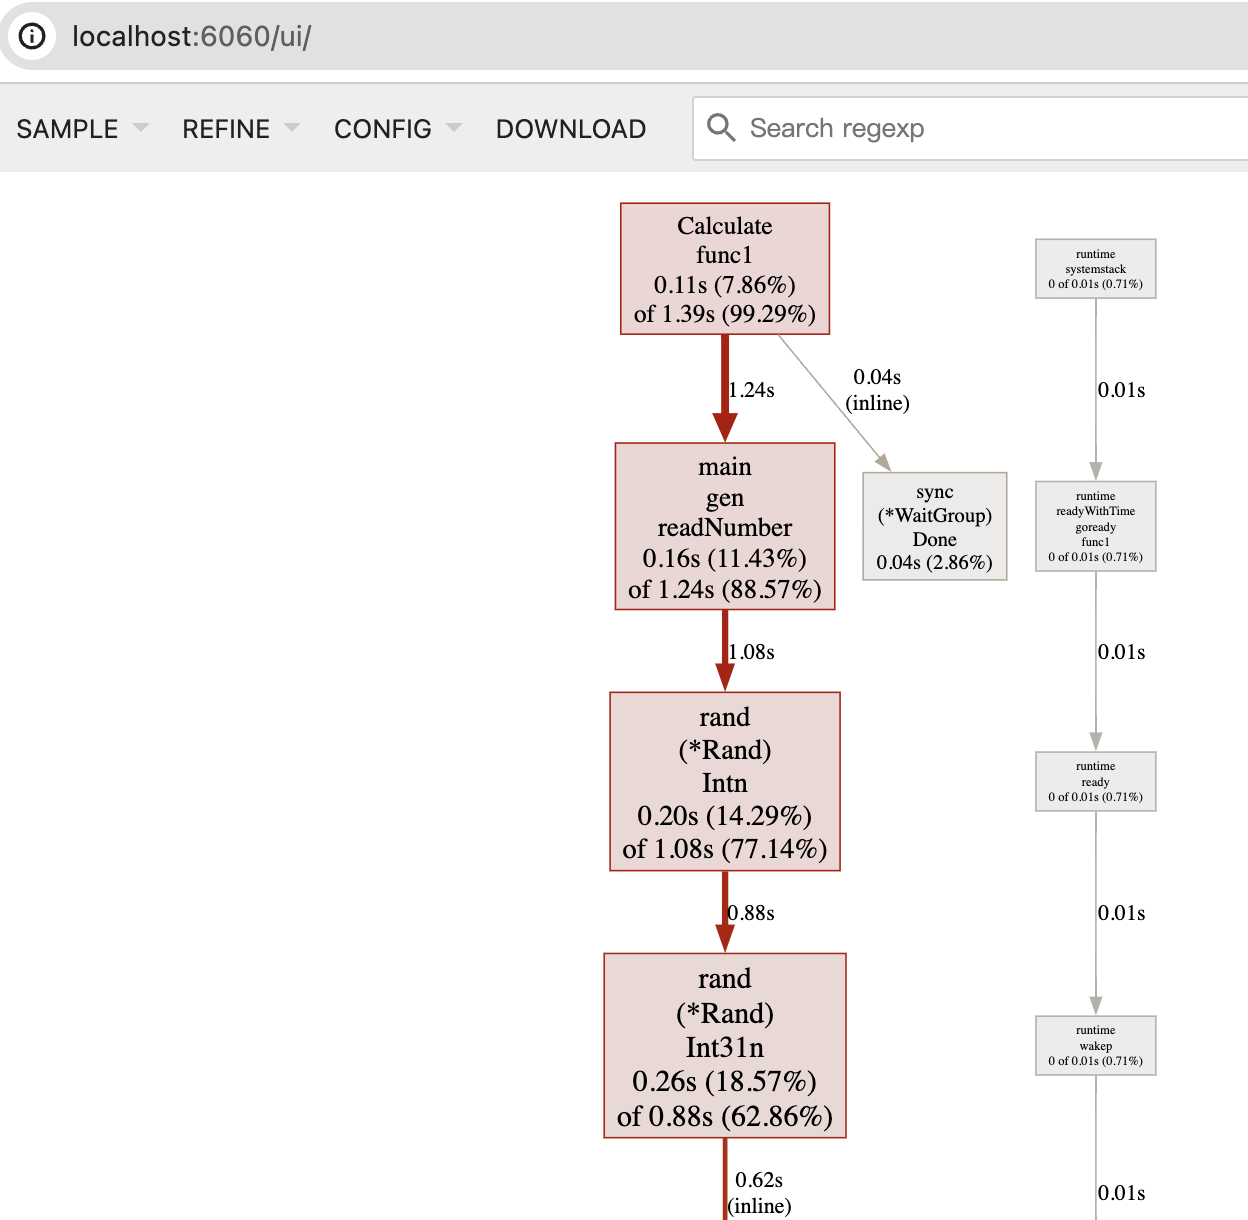 localhost:6060/ui/
SAMPLE REFINE CONFIG DOWNLOAD Search regexp
Calculate
func1
0.11s (7.86%)
of 1.39s (99.29%)
runtime
systemstack
0 of 0.01s (0.71%)
1.24s
0.04s
(inline)
0.01s
main
gen
readNumber
0.16s (11.43%)
of 1.24s (88.57%)
sync
(*WaitGroup)
Done
0.04s (2.86%)
runtime
readyWithTime
goready
func1
0 of 0.01s (0.71%)
1.08s
0.01s
rand
(*Rand)
Intn
0.20s (14.29%)
of 1.08s (77.14%)
runtime
ready
0 of 0.01s (0.71%)
0.88s
0.01s
rand
(*Rand)
Int31n
0.26s (18.57%)
of 0.88s (62.86%)
runtime
wakep
0 of 0.01s (0.71%)
0.62s
(inline)
0.01s